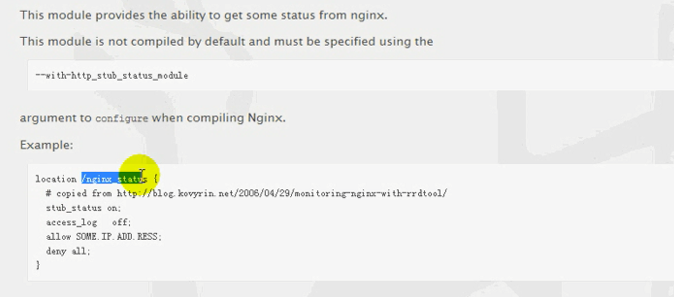 This module provides the ability to get some status from nginx.
This module is not compiled by default and must be specified using the
--with-http_stub_status_module
argument to configure when compiling Nginx.
Example:
location /nginx_status {
# copied from http://blog.kovyrin.net/2006/04/29/monitoring-nginx-with-rrdtool/
stub_status on;
access_log off;
allow SOME.IP.ADD.RESS;
deny all;
}